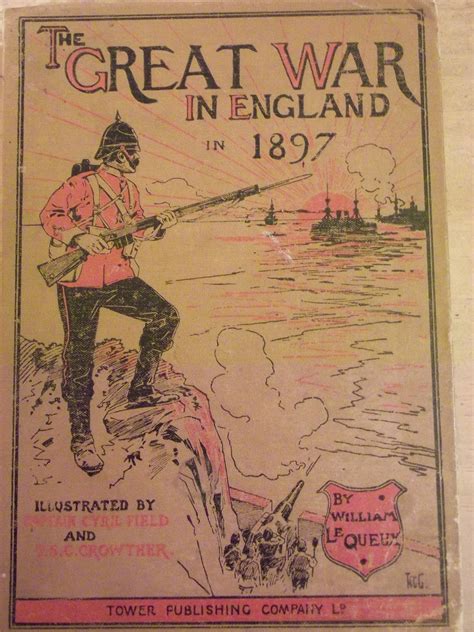 THE
GREAT WAR
IN ENGLAND
IN 1897
ILLUSTRATED BY
CAPTAIN CYRIL FIELD
AND
T.S.C. CROWTHER.
BY
WILLIAM
LE QUEUX
TOWER PUBLISHING COMPANY LD